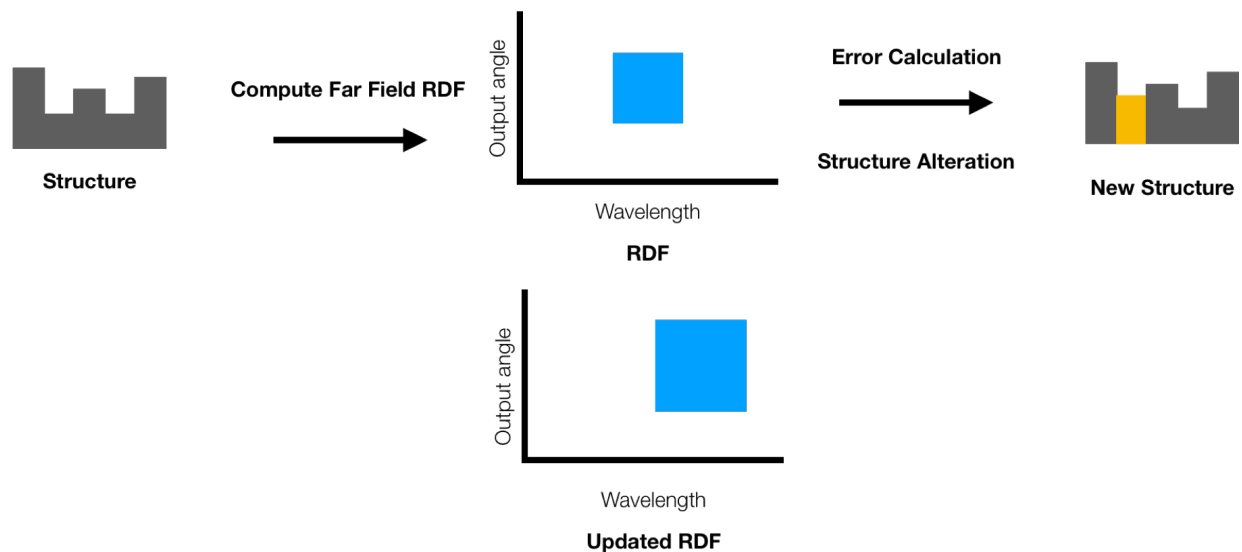 Structure
Compute Far Field RDF
Output angle
Wavelength
RDF
Error Calculation
Structure Alteration
New Structure
Output angle
Wavelength
Updated RDF